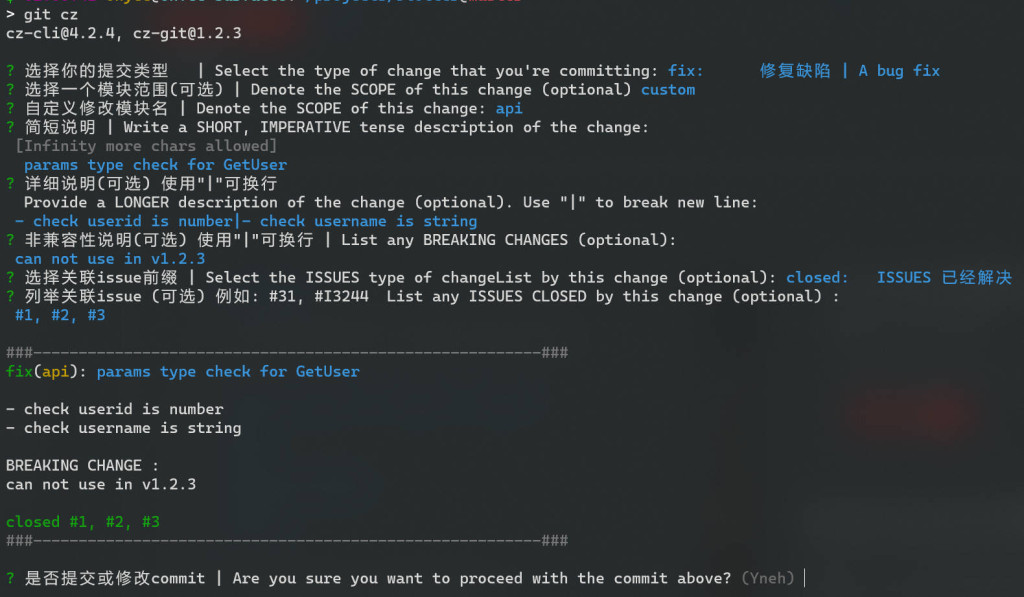 > git cz
cz-cli@4.2.4, cz-git@1.2.3
? 选择你的提交类型 | Select the type of change that you're committing: fix: 修复缺陷 | A bug fix
? 选择一个模块范围(可选) | Denote the SCOPE of this change (optional) custom
? 自定义修改模块名 | Denote the SCOPE of this change: api
? 简短说明 | Write a SHORT, IMPERATIVE tense description of the change:
[Infinity more chars allowed]
params type check for GetUser
? 详细说明(可选) 使用"|"可换行
Provide a LONGER description of the change (optional). Use "|" to break new line:
- check userid is number|- check username is string
? 非兼容性说明(可选) 使用"|"可换行 | List any BREAKING CHANGES (optional):
can not use in v1.2.3
? 选择关联issue前缀 | Select the ISSUES type of changeList by this change (optional): closed: ISSUES 已经解决
? 列举关联issue (可选) 例如: #31, #I3244 List any ISSUES CLOSED by this change (optional) :
#1, #2, #3
###--------------------------------------------------------###
fix(api): params type check for GetUser
- check userid is number
- check username is string
BREAKING CHANGE :
can not use in v1.2.3
closed #1, #2, #3
###--------------------------------------------------------###
? 是否提交或修改commit | Are you sure you want to proceed with the commit above? (Yneh)